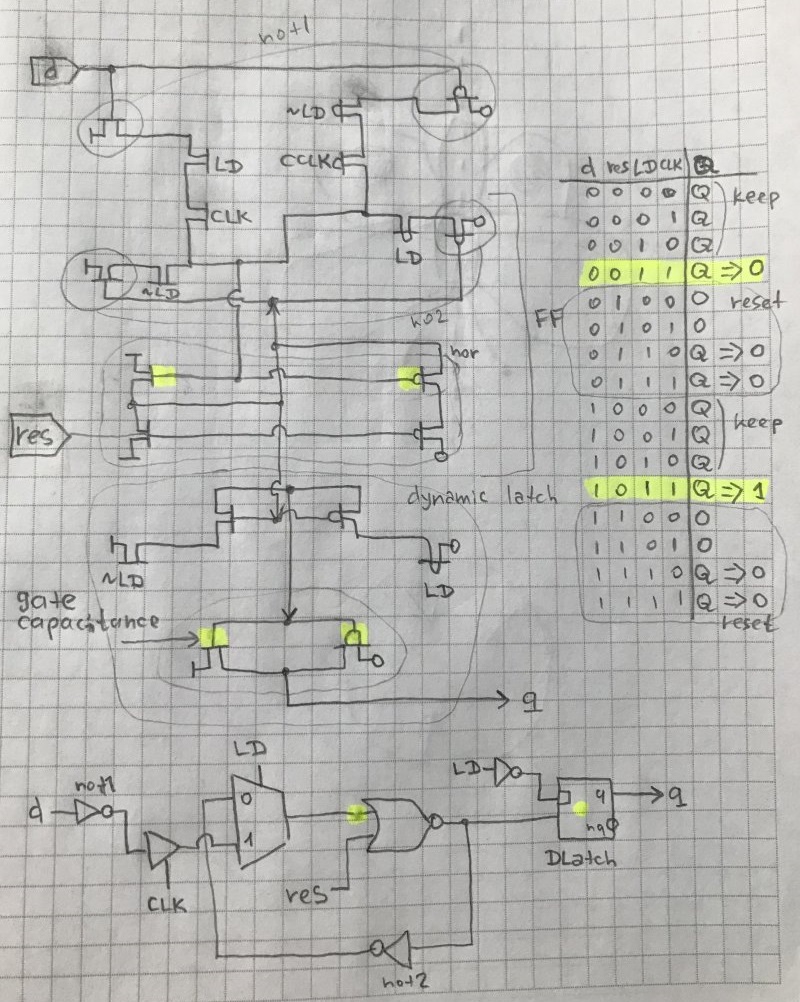 not1
d
~LD
CCLK
LD
CLK
~LD
LD
no2
FF
nor
res
dynamic latch
~LD
LD
gate
capacitance
q
d res LD CLK Q
0 0 0 0 Q keep
0 0 0 1 Q
0 0 1 0 Q
0 0 1 1 Q => 0
0 1 0 0 0 reset
0 1 0 1 0
0 1 1 0 Q => 0
0 1 1 1 Q => 0
1 0 0 0 Q
1 0 0 1 Q keep
1 0 1 0 Q
1 0 1 1 Q => 1
1 1 0 0 0
1 1 0 1 0
1 1 1 0 Q => 0
1 1 1 1 Q => 0
reset
LD
d not1
0
1
CLK
res
not2
LD
q
nq
DLatch
q